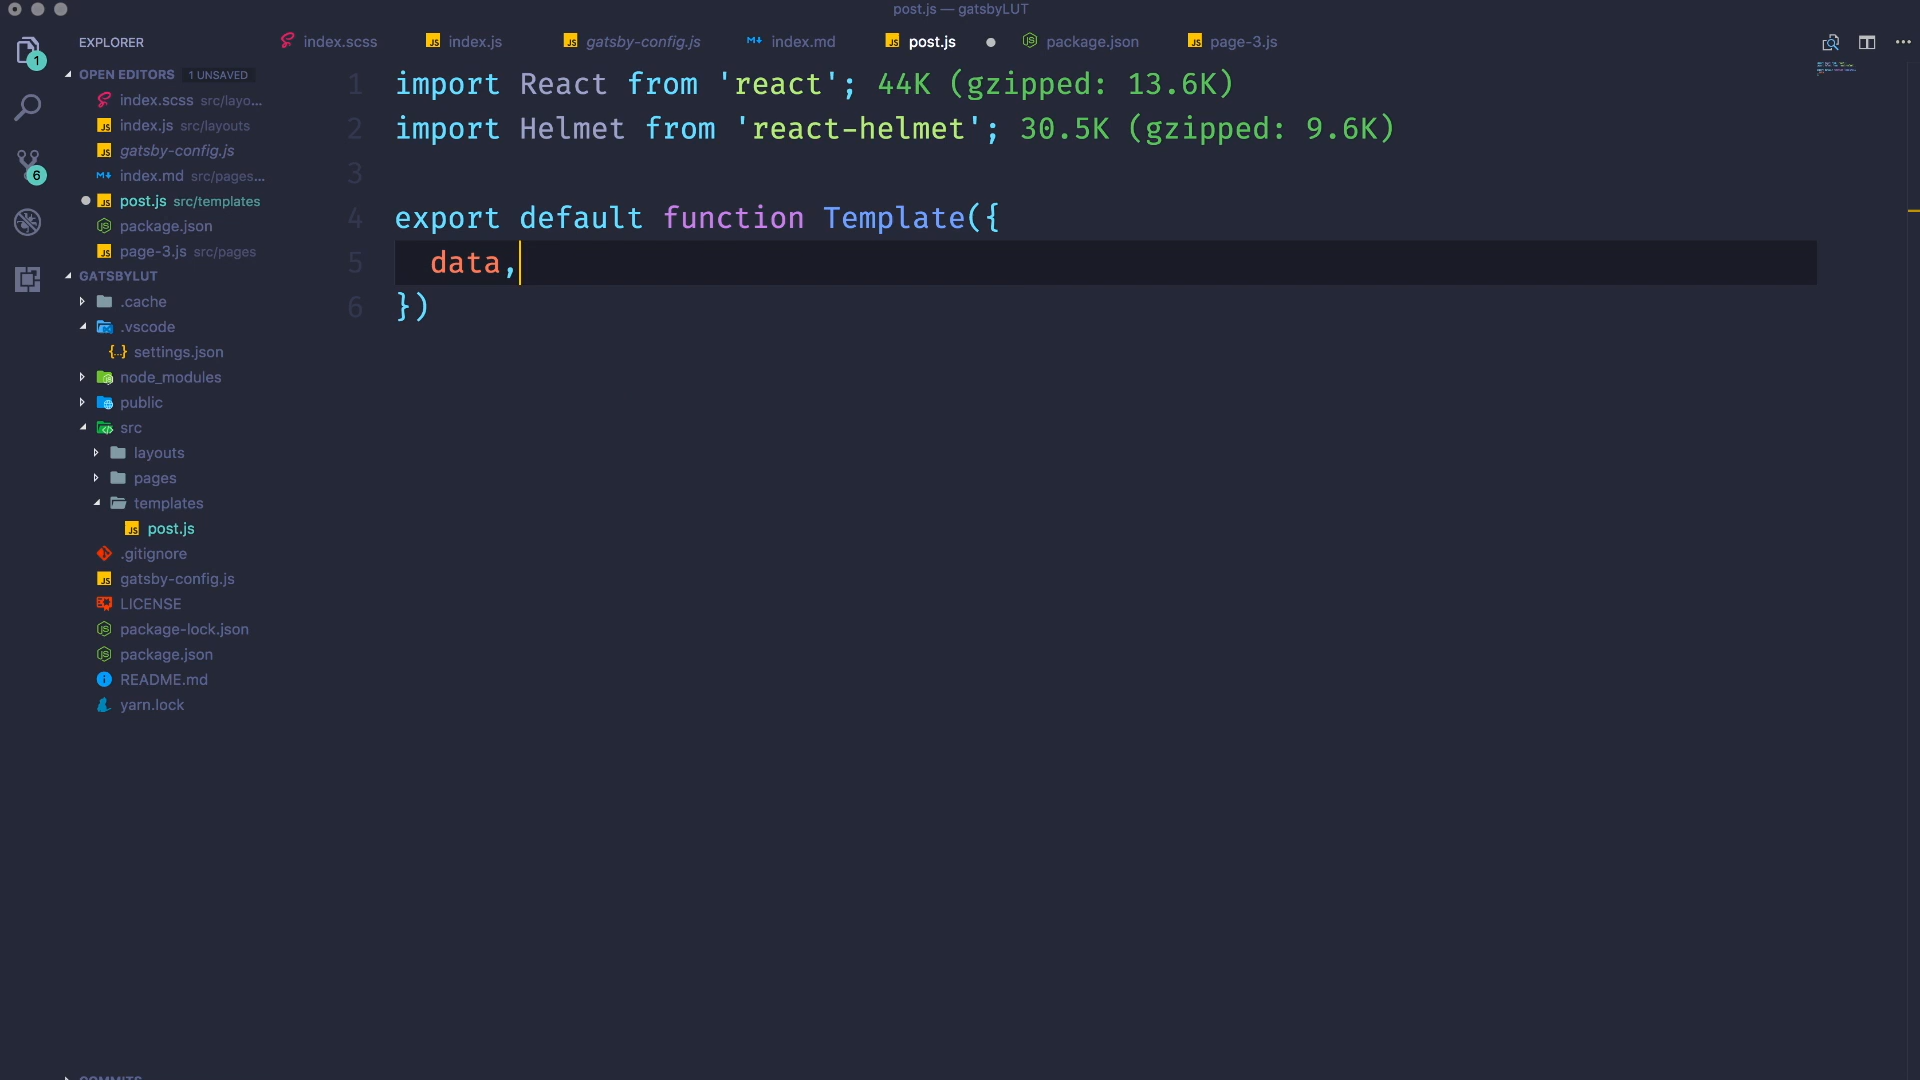 post.js — gatsbyLUT
EXPLORER
index.scss
index.js
gatsby-config.js
index.md
post.js
package.json
page-3.js
1
OPEN EDITORS 1 UNSAVED
index.scss src/layo...
index.js src/layouts
gatsby-config.js
index.md src/pages...
post.js src/templates
package.json
page-3.js src/pages
6
GATSBYLUT
.cache
.vscode
{..} settings.json
node_modules
public
src
layouts
pages
templates
post.js
.gitignore
gatsby-config.js
LICENSE
package-lock.json
package.json
README.md
yarn.lock
COMMITS
1 import React from 'react'; 44K (gzipped: 13.6K)
2 import Helmet from 'react-helmet'; 30.5K (gzipped: 9.6K)
3
4 export default function Template({
5 data,
6 })